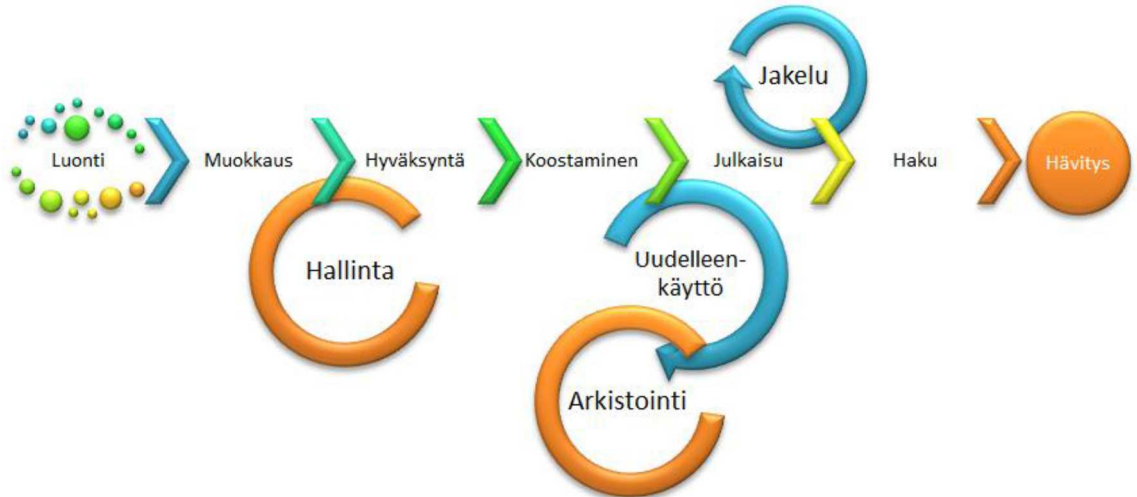 Jakelu
Luonti
Muokkaus
Hyväksyntä
Koostaminen
Julkaisu
Haku
Hävitys
Hallinta
Uudelleen-
käyttö
Arkistointi